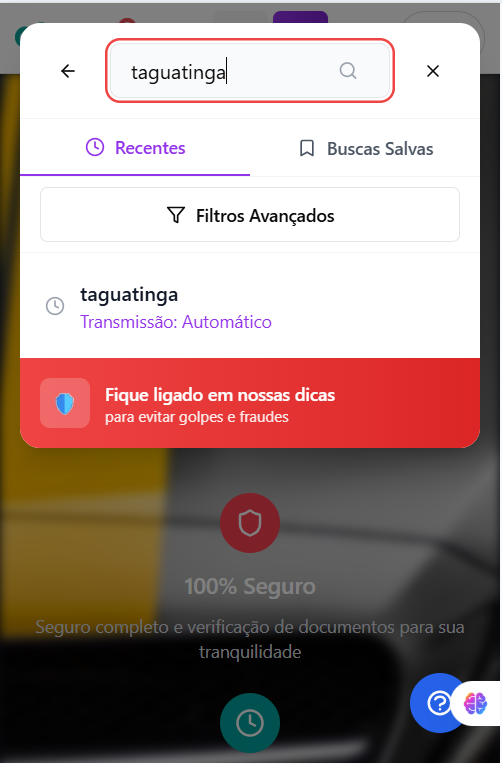 taguatinga
Recentes
Buscas Salvas
Filtros Avançados
taguatinga
Transmissão: Automático
Fique ligado em nossas dicas
para evitar golpes e fraudes
100% Seguro
Seguro completo e verificação de documentos para sua
tranquilidade